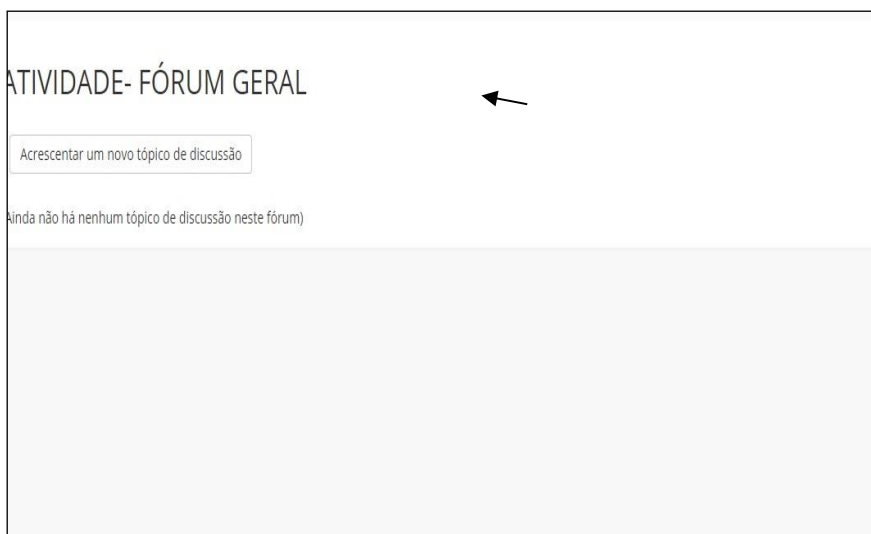 ATIVIDADE- FÓRUM GERAL
Acrescentar um novo tópico de discussão
Ainda não há nenhum tópico de discussão neste fórum)